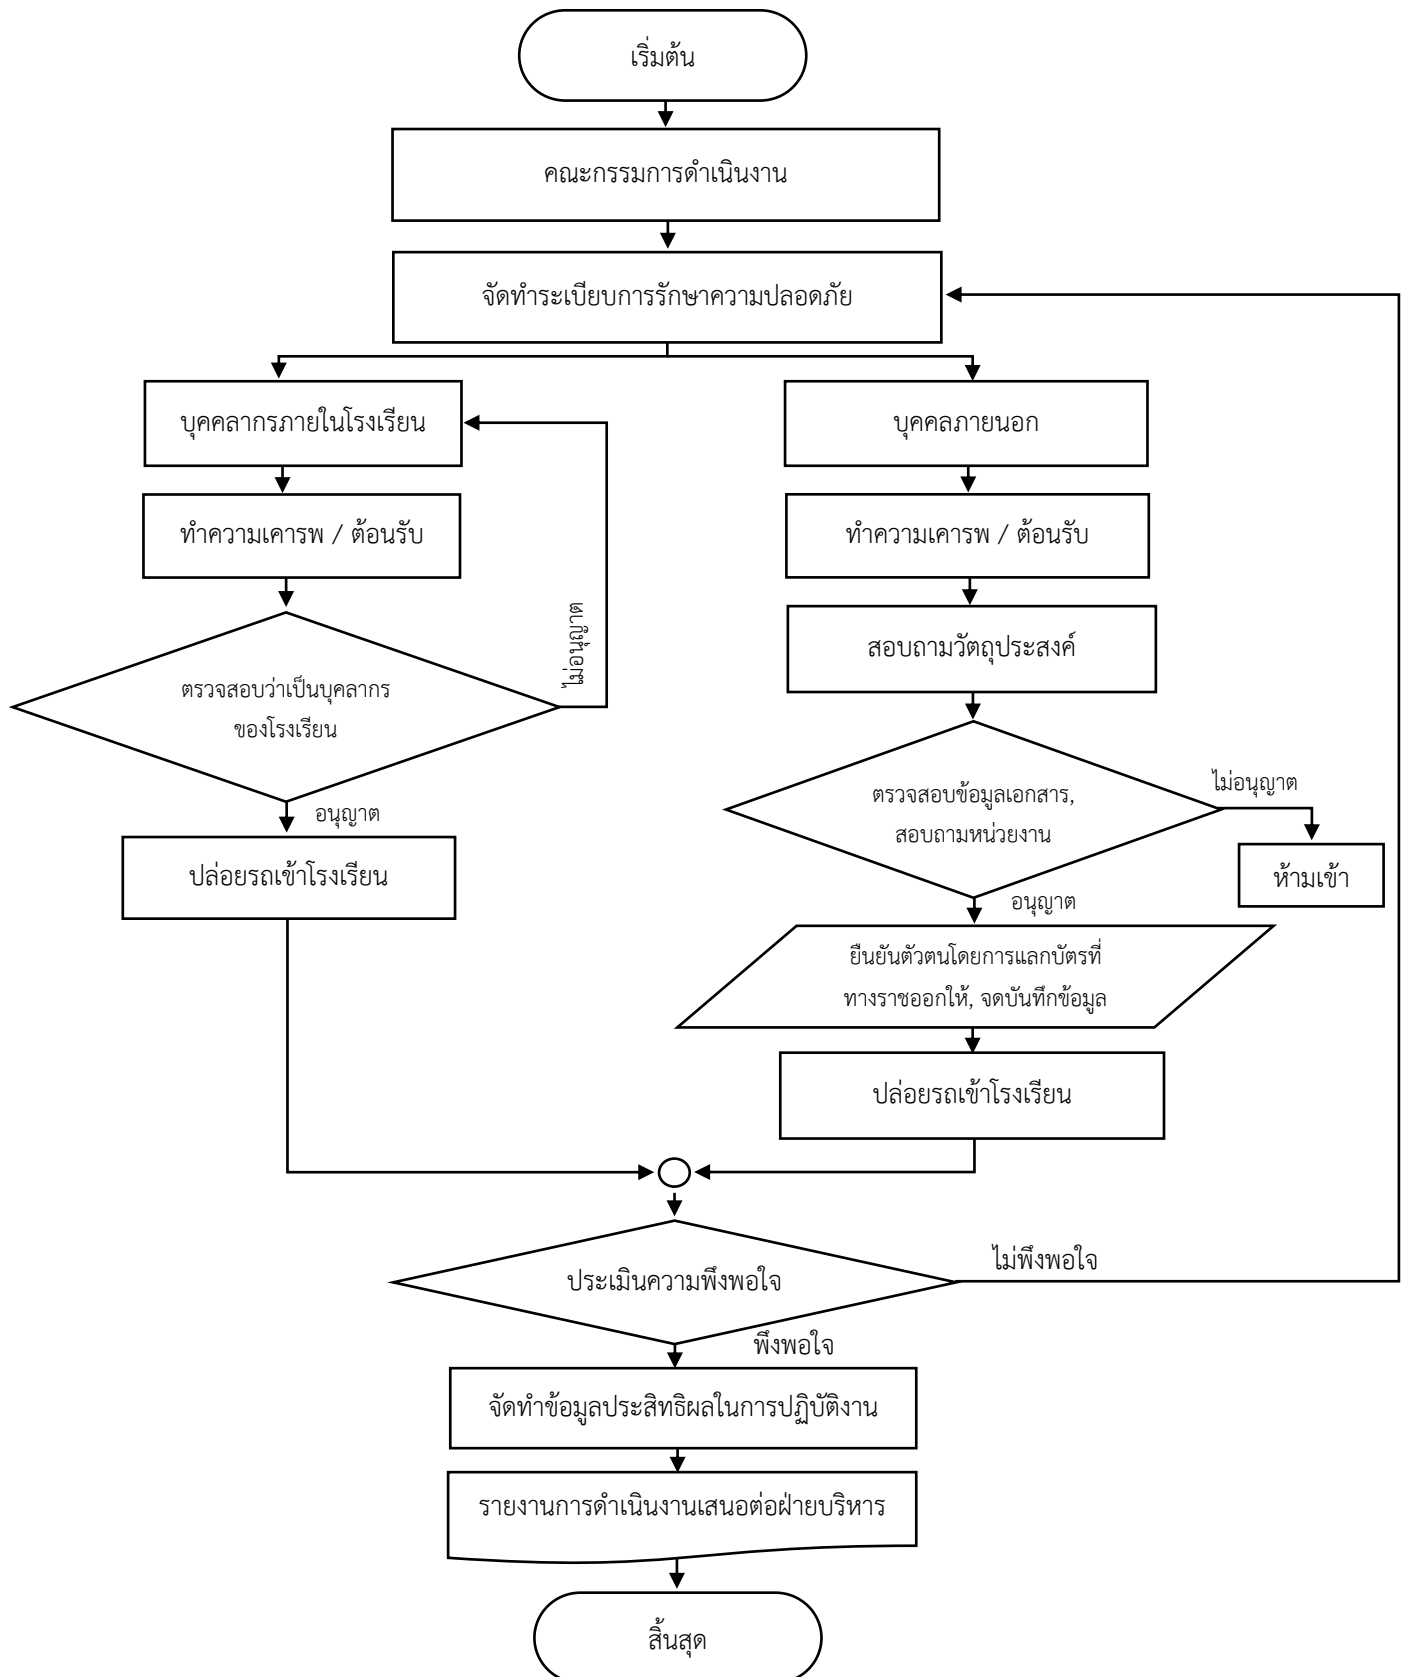 เริ่มต้น
คณะกรรมการดำเนินงาน
จัดทำระเบียบการรักษาความปลอดภัย
บุคคลากรภายในโรงเรียน
ทำความเคารพ / ต้อนรับ
ไม่อนุญาต
ตรวจสอบว่าเป็นบุคลากร
ของโรงเรียน
อนุญาต
ปล่อยรถเข้าโรงเรียน
บุคคลภายนอก
ทำความเคารพ / ต้อนรับ
สอบถามวัตถุประสงค์
ตรวจสอบข้อมูลเอกสาร,
สอบถามหน่วยงาน
ไม่อนุญาต
ห้ามเข้า
อนุญาต
ยืนยันตัวตนโดยการแลกบัตรที่
ทางราชออกให้, จดบันทึกข้อมูล
ปล่อยรถเข้าโรงเรียน
ประเมินความพึงพอใจ
ไม่พึงพอใจ
พึงพอใจ
จัดทำข้อมูลประสิทธิผลในการปฏิบัติงาน
รายงานการดำเนินงานเสนอต่อฝ่ายบริหาร
สิ้นสุด